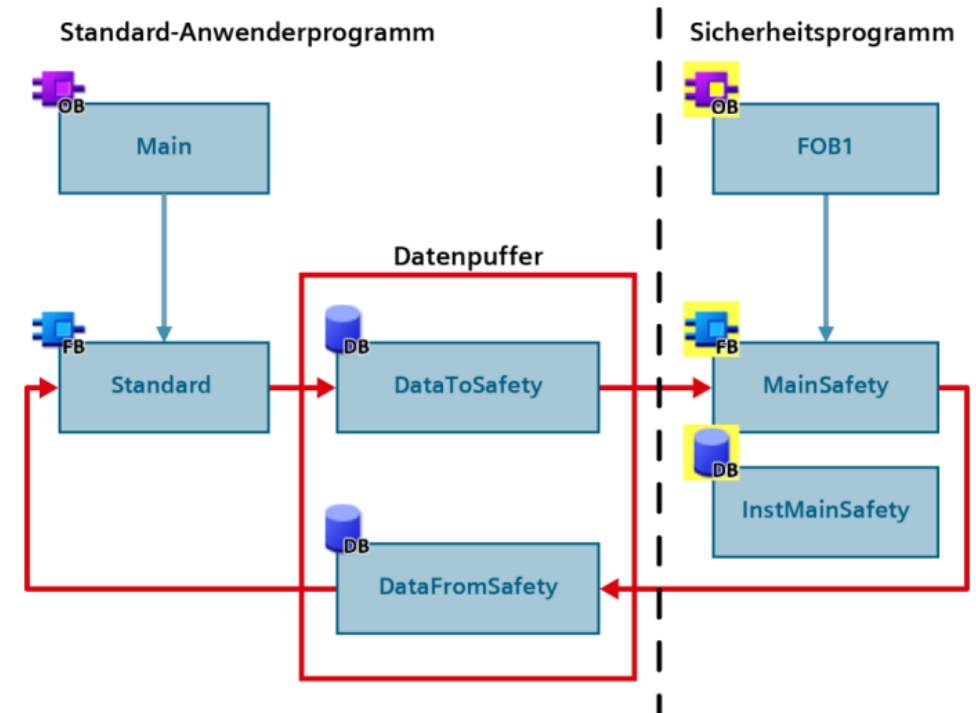 Standard-Anwenderprogramm
Sicherheitsprogramm
OB
Main
OB
FOB1
Datenpuffer
FB
Standard
DB
DataToSafety
FB
MainSafety
DB
InstMainSafety
DB
DataFromSafety